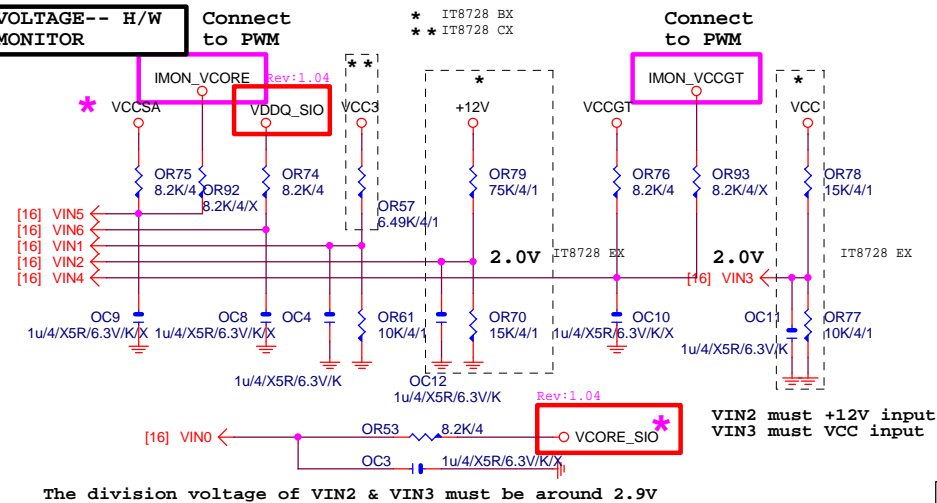 VOLTAGE-- H/W
MONITOR
Connect
to PWM
* IT8728 BX
** IT8728 CX
Connect
to PWM
IMON_VCORE
Rev:1.04
**
*
IMON_VCCGT
*
*
VCCSA
VDDQ_SIO
VCC3
+12V
VCCGT
VCC
OR75
8.2K/4
OR92
8.2K/4/X
OR74
8.2K/4
OR57
6.49K/4/1
OR79
75K/4/1
OR76
8.2K/4
OR93
8.2K/4/X
OR78
15K/4/1
[16] VIN5
[16] VIN6
[16] VIN1
[16] VIN2
[16] VIN4
2.0V
IT8728 EX
2.0V
IT8728 EX
[16] VIN3
OC9
1u/4/X5R/6.3V/K/X
OC8
1u/4/X5R/6.3V/K/X
OC4
1u/4/X5R/6.3V/K
OR61
10K/4/1
OC12
1u/4/X5R/6.3V/K
OR70
15K/4/1
OC10
1u/4/X5R/6.3V/K/X
OC11
1u/4/X5R/6.3V/K
OR77
10K/4/1
Rev:1.04
[16] VIN0
OR53
8.2K/4
VCORE_SIO
*
OC3
1u/4/X5R/6.3V/K/X
VIN2 must +12V input
VIN3 must VCC input
The division voltage of VIN2 & VIN3 must be around 2.9V